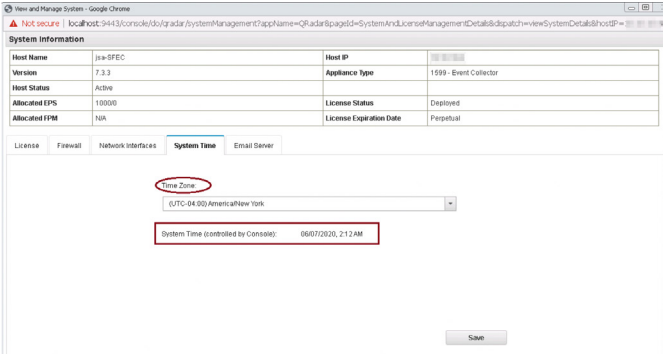 View and Manage System - Google Chrome
Not secure | localhost:9443/console/do/qradar/systemManagement?appName=QRadar&pageId=SystemAndLicenseManagementDetails&dispatch=viewSystemDetails&hostIP=
System Information
Host Name jsa-SFEC Host IP
Version 7.3.3 Appliance Type 1599 - Event Collector
Host Status Active
Allocated EPS 1000/0 License Status Deployed
Allocated FPM N/A License Expiration Date Perpetual
License Firewall Network Interfaces System Time Email Server
Time Zone:
(UTC-04:00) America/New York
System Time (controlled by Console): 06/07/2020, 2:12 AM
Save